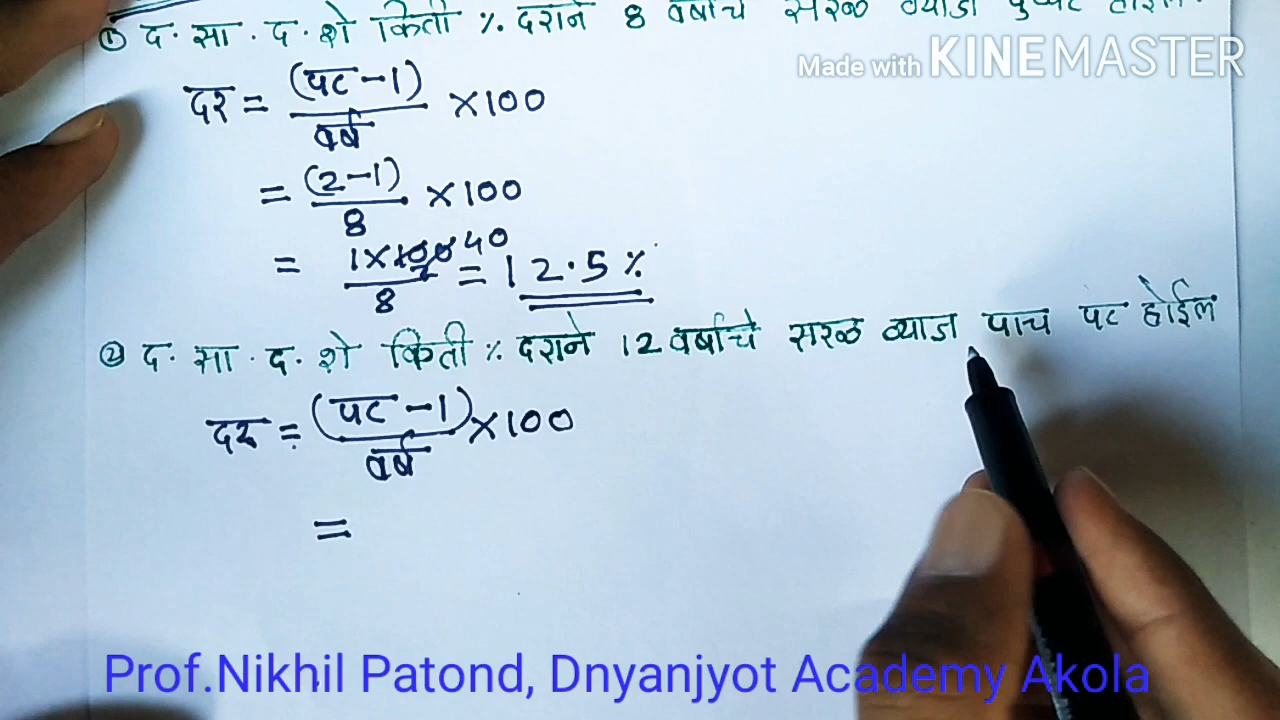 ① द. सा. द. शे किती % दराने 8 वर्षाचे सरळ व्याज दुप्पट होईल.
Made with KINEMASTER
दर = (पट - 1) / वर्ष × 100
= (2 - 1) / 8 × 100
= 1 × 100 / 8 = 12.5 %
② द. सा. द. शे किती % दराने 12 वर्षाचे सरळ व्याज पाच पट होईल
दर = (पट - 1) / वर्ष × 100
=
Prof.Nikhil Patond, Dnyanjyot Academy Akola